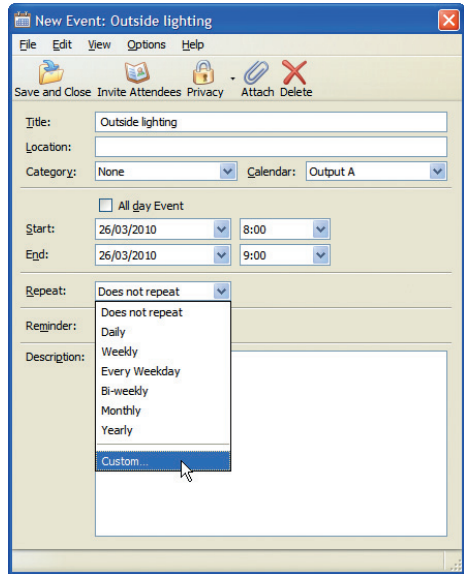 New Event: Outside lighting
File Edit View Options Help
Save and Close Invite Attendees Privacy Attach Delete
Title: Outside lighting
Location:
Category: None Calendar: Output A
All day Event
Start: 26/03/2010 8:00
End: 26/03/2010 9:00
Repeat: Does not repeat
Does not repeat
Reminder:
Daily
Weekly
Description:
Every Weekday
Bi-weekly
Monthly
Yearly
Custom...